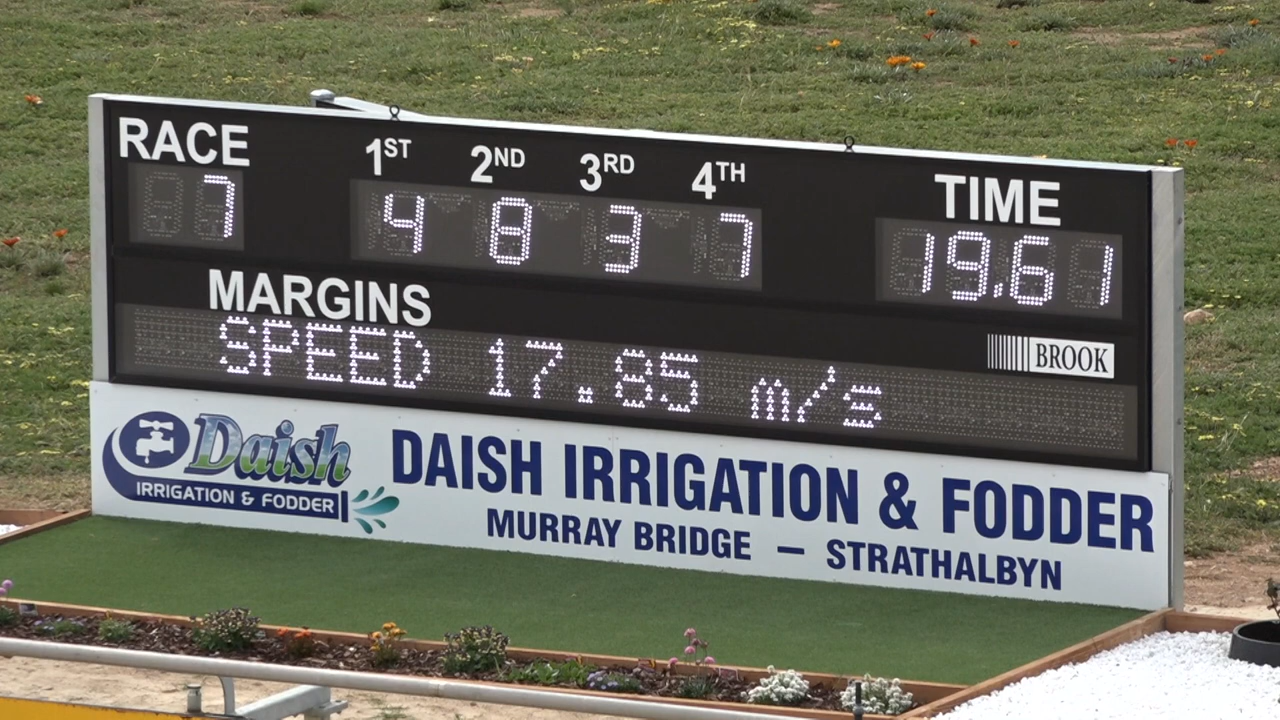 RACE 1ST 2ND 3RD 4TH TIME
7 4 8 3 7 19.61
MARGINS
BROOK
SPEED 17.85 m/s
Daish
IRRIGATION & FODDER
DAISH IRRIGATION & FODDER
MURRAY BRIDGE – STRATHALBYN